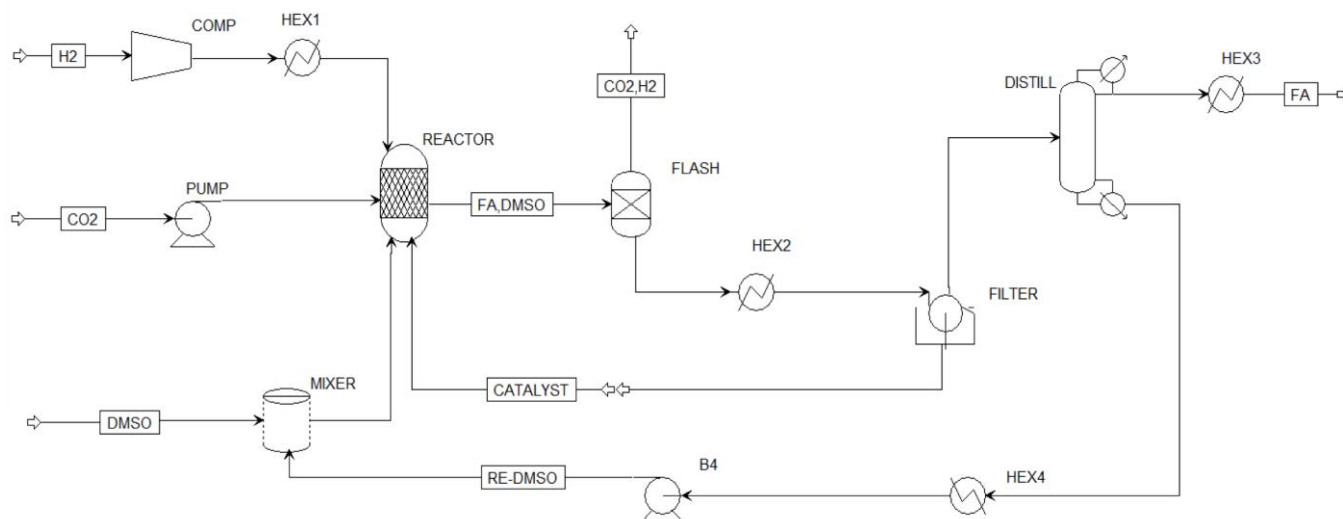 COMP
HEX1
H2
CO2,H2
HEX3
DISTILL
FA
REACTOR
FLASH
PUMP
CO2
FA,DMSO
HEX2
FILTER
MIXER
CATALYST
DMSO
RE-DMSO
B4
HEX4